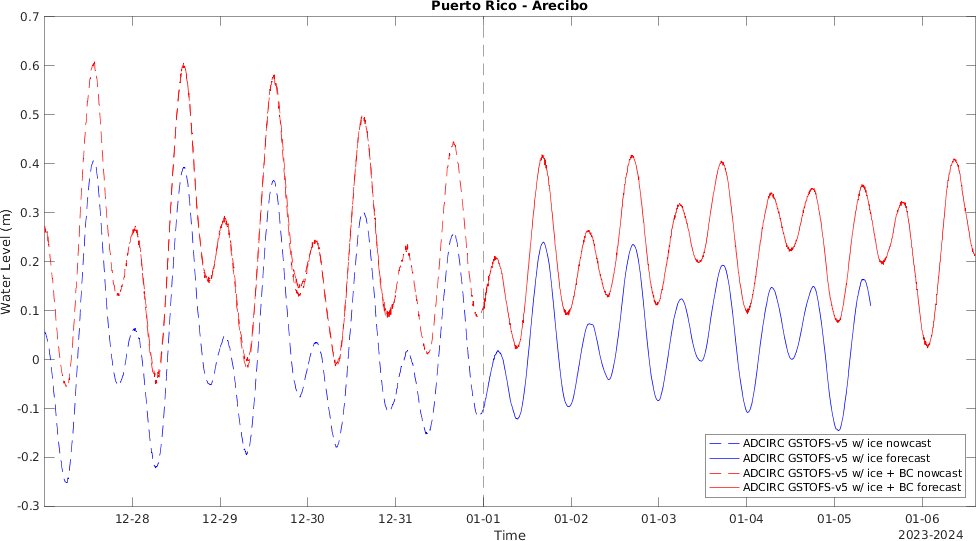 Puerto Rico - Arecibo
0.7
0.6
0.5
0.4
0.3
0.2
0.1
0
-0.1
-0.2
-0.3
Water Level (m)
ADCIRC GSTOFS-v5 w/ ice nowcast
ADCIRC GSTOFS-v5 w/ ice forecast
ADCIRC GSTOFS-v5 w/ ice + BC nowcast
ADCIRC GSTOFS-v5 w/ ice + BC forecast
12-28 12-29 12-30 12-31 01-01 01-02 01-03 01-04 01-05 01-06
Time
2023-2024